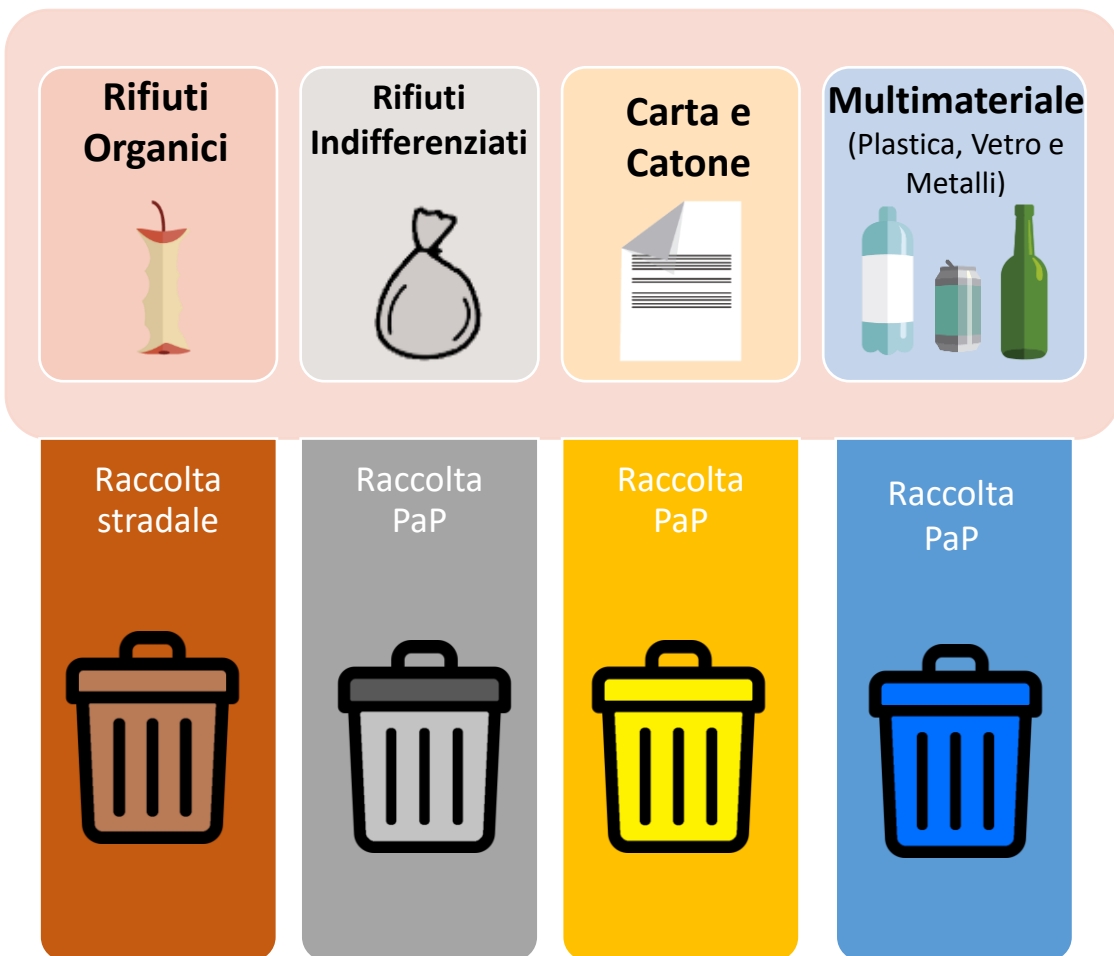 Rifiuti
Organici
Rifiuti
Indifferenziati
Carta e
Catone
Multimateriale
(Plastica, Vetro e
Metalli)
Raccolta
stradale
Raccolta
PaP
Raccolta
PaP
Raccolta
PaP